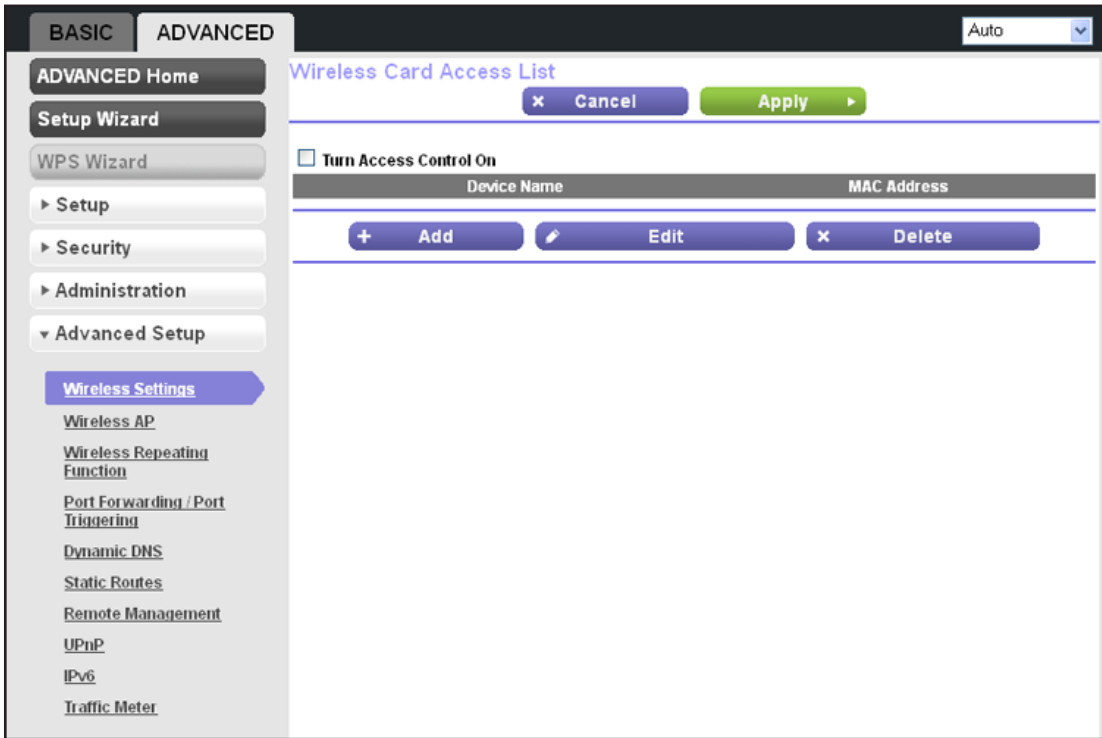 BASIC
ADVANCED
Auto
ADVANCED Home
Setup Wizard
WPS Wizard
Setup
Security
Administration
Advanced Setup
Wireless Settings
Wireless AP
Wireless Repeating
Function
Port Forwarding / Port
Triggering
Dynamic DNS
Static Routes
Remote Management
UPnP
IPv6
Traffic Meter
Wireless Card Access List
Cancel
Apply
Turn Access Control On
Device Name MAC Address
Add
Edit
Delete